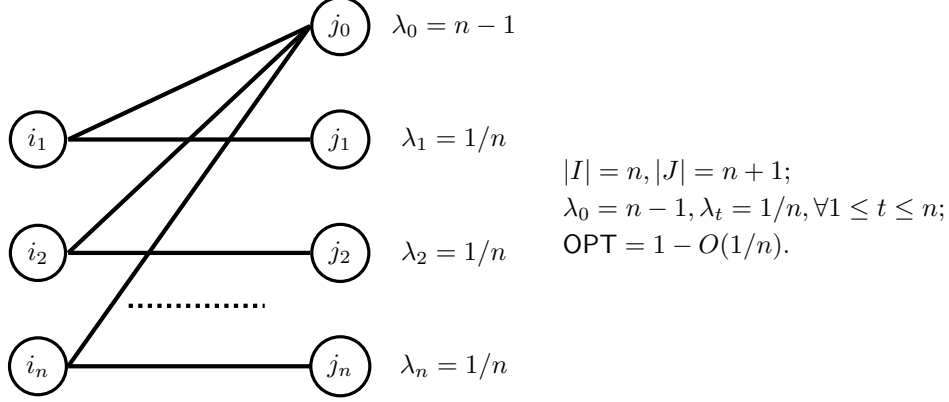 j₀ λ₀ = n − 1
i₁ j₁ λ₁ = 1/n
|I| = n, |J| = n + 1;
λ₀ = n − 1, λₜ = 1/n, ∀1 ≤ t ≤ n;
OPT = 1 − O(1/n).
i₂ j₂ λ₂ = 1/n
iₙ jₙ λₙ = 1/n